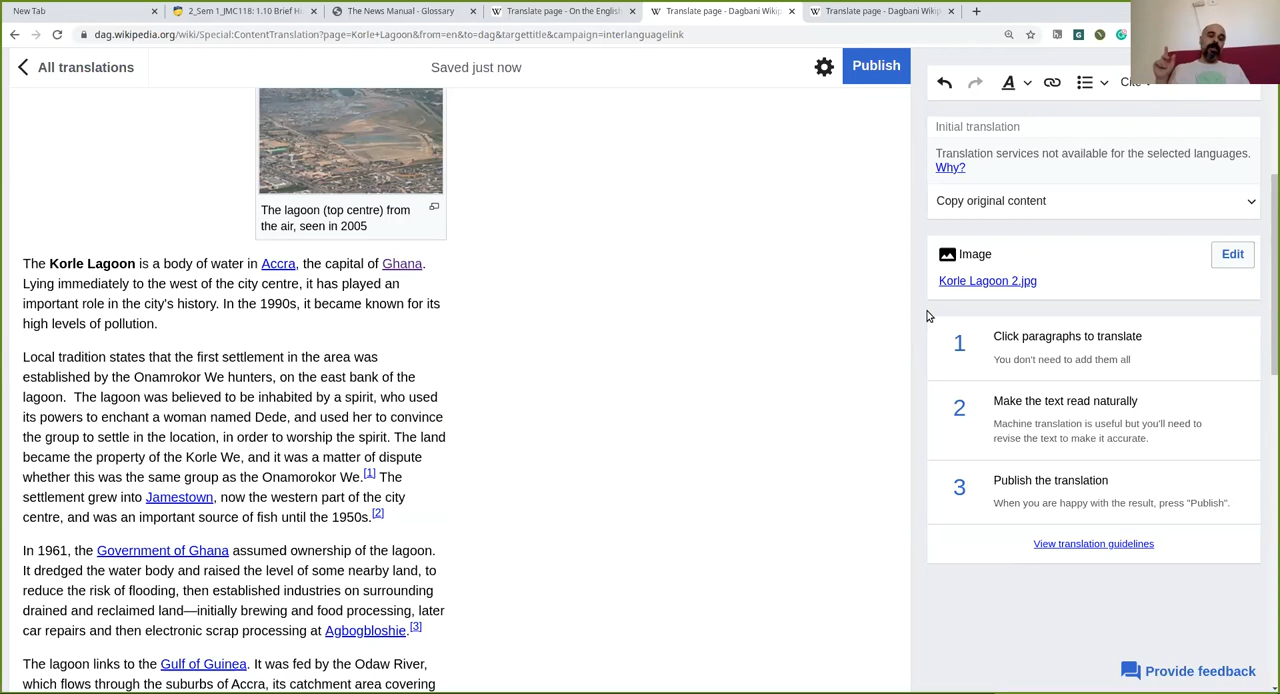 New Tab
2_Sem 1_JMC118: 1.10 Brief Hi
The News Manual - Glossary
Translate page - On the English
Translate page - Dagbani Wikip
Translate page - Dagbani Wikip
dag.wikipedia.org/wiki/Special:ContentTranslation?page=Korle+Lagoon&from=en&to=dag&targettitle&campaign=interlanguagelink
All translations
Saved just now
Publish
The lagoon (top centre) from
the air, seen in 2005
The Korle Lagoon is a body of water in Accra, the capital of Ghana.
Lying immediately to the west of the city centre, it has played an
important role in the city's history. In the 1990s, it became known for its
high levels of pollution.
Local tradition states that the first settlement in the area was
established by the Onamrokor We hunters, on the east bank of the
lagoon.  The lagoon was believed to be inhabited by a spirit, who used
its powers to enchant a woman named Dede, and used her to convince
the group to settle in the location, in order to worship the spirit. The land
became the property of the Korle We, and it was a matter of dispute
whether this was the same group as the Onamorokor We.[1] The
settlement grew into Jamestown, now the western part of the city
centre, and was an important source of fish until the 1950s.[2]
In 1961, the Government of Ghana assumed ownership of the lagoon.
It dredged the water body and raised the level of some nearby land, to
reduce the risk of flooding, then established industries on surrounding
drained and reclaimed land—initially brewing and food processing, later
car repairs and then electronic scrap processing at Agbogbloshie.[3]
The lagoon links to the Gulf of Guinea. It was fed by the Odaw River,
which flows through the suburbs of Accra, its catchment area covering
A
Initial translation
Translation services not available for the selected languages.
Why?
Copy original content
Image
Edit
Korle Lagoon 2.jpg
1
Click paragraphs to translate
You don't need to add them all
2
Make the text read naturally
Machine translation is useful but you'll need to
revise the text to make it accurate.
3
Publish the translation
When you are happy with the result, press "Publish".
View translation guidelines
Provide feedback